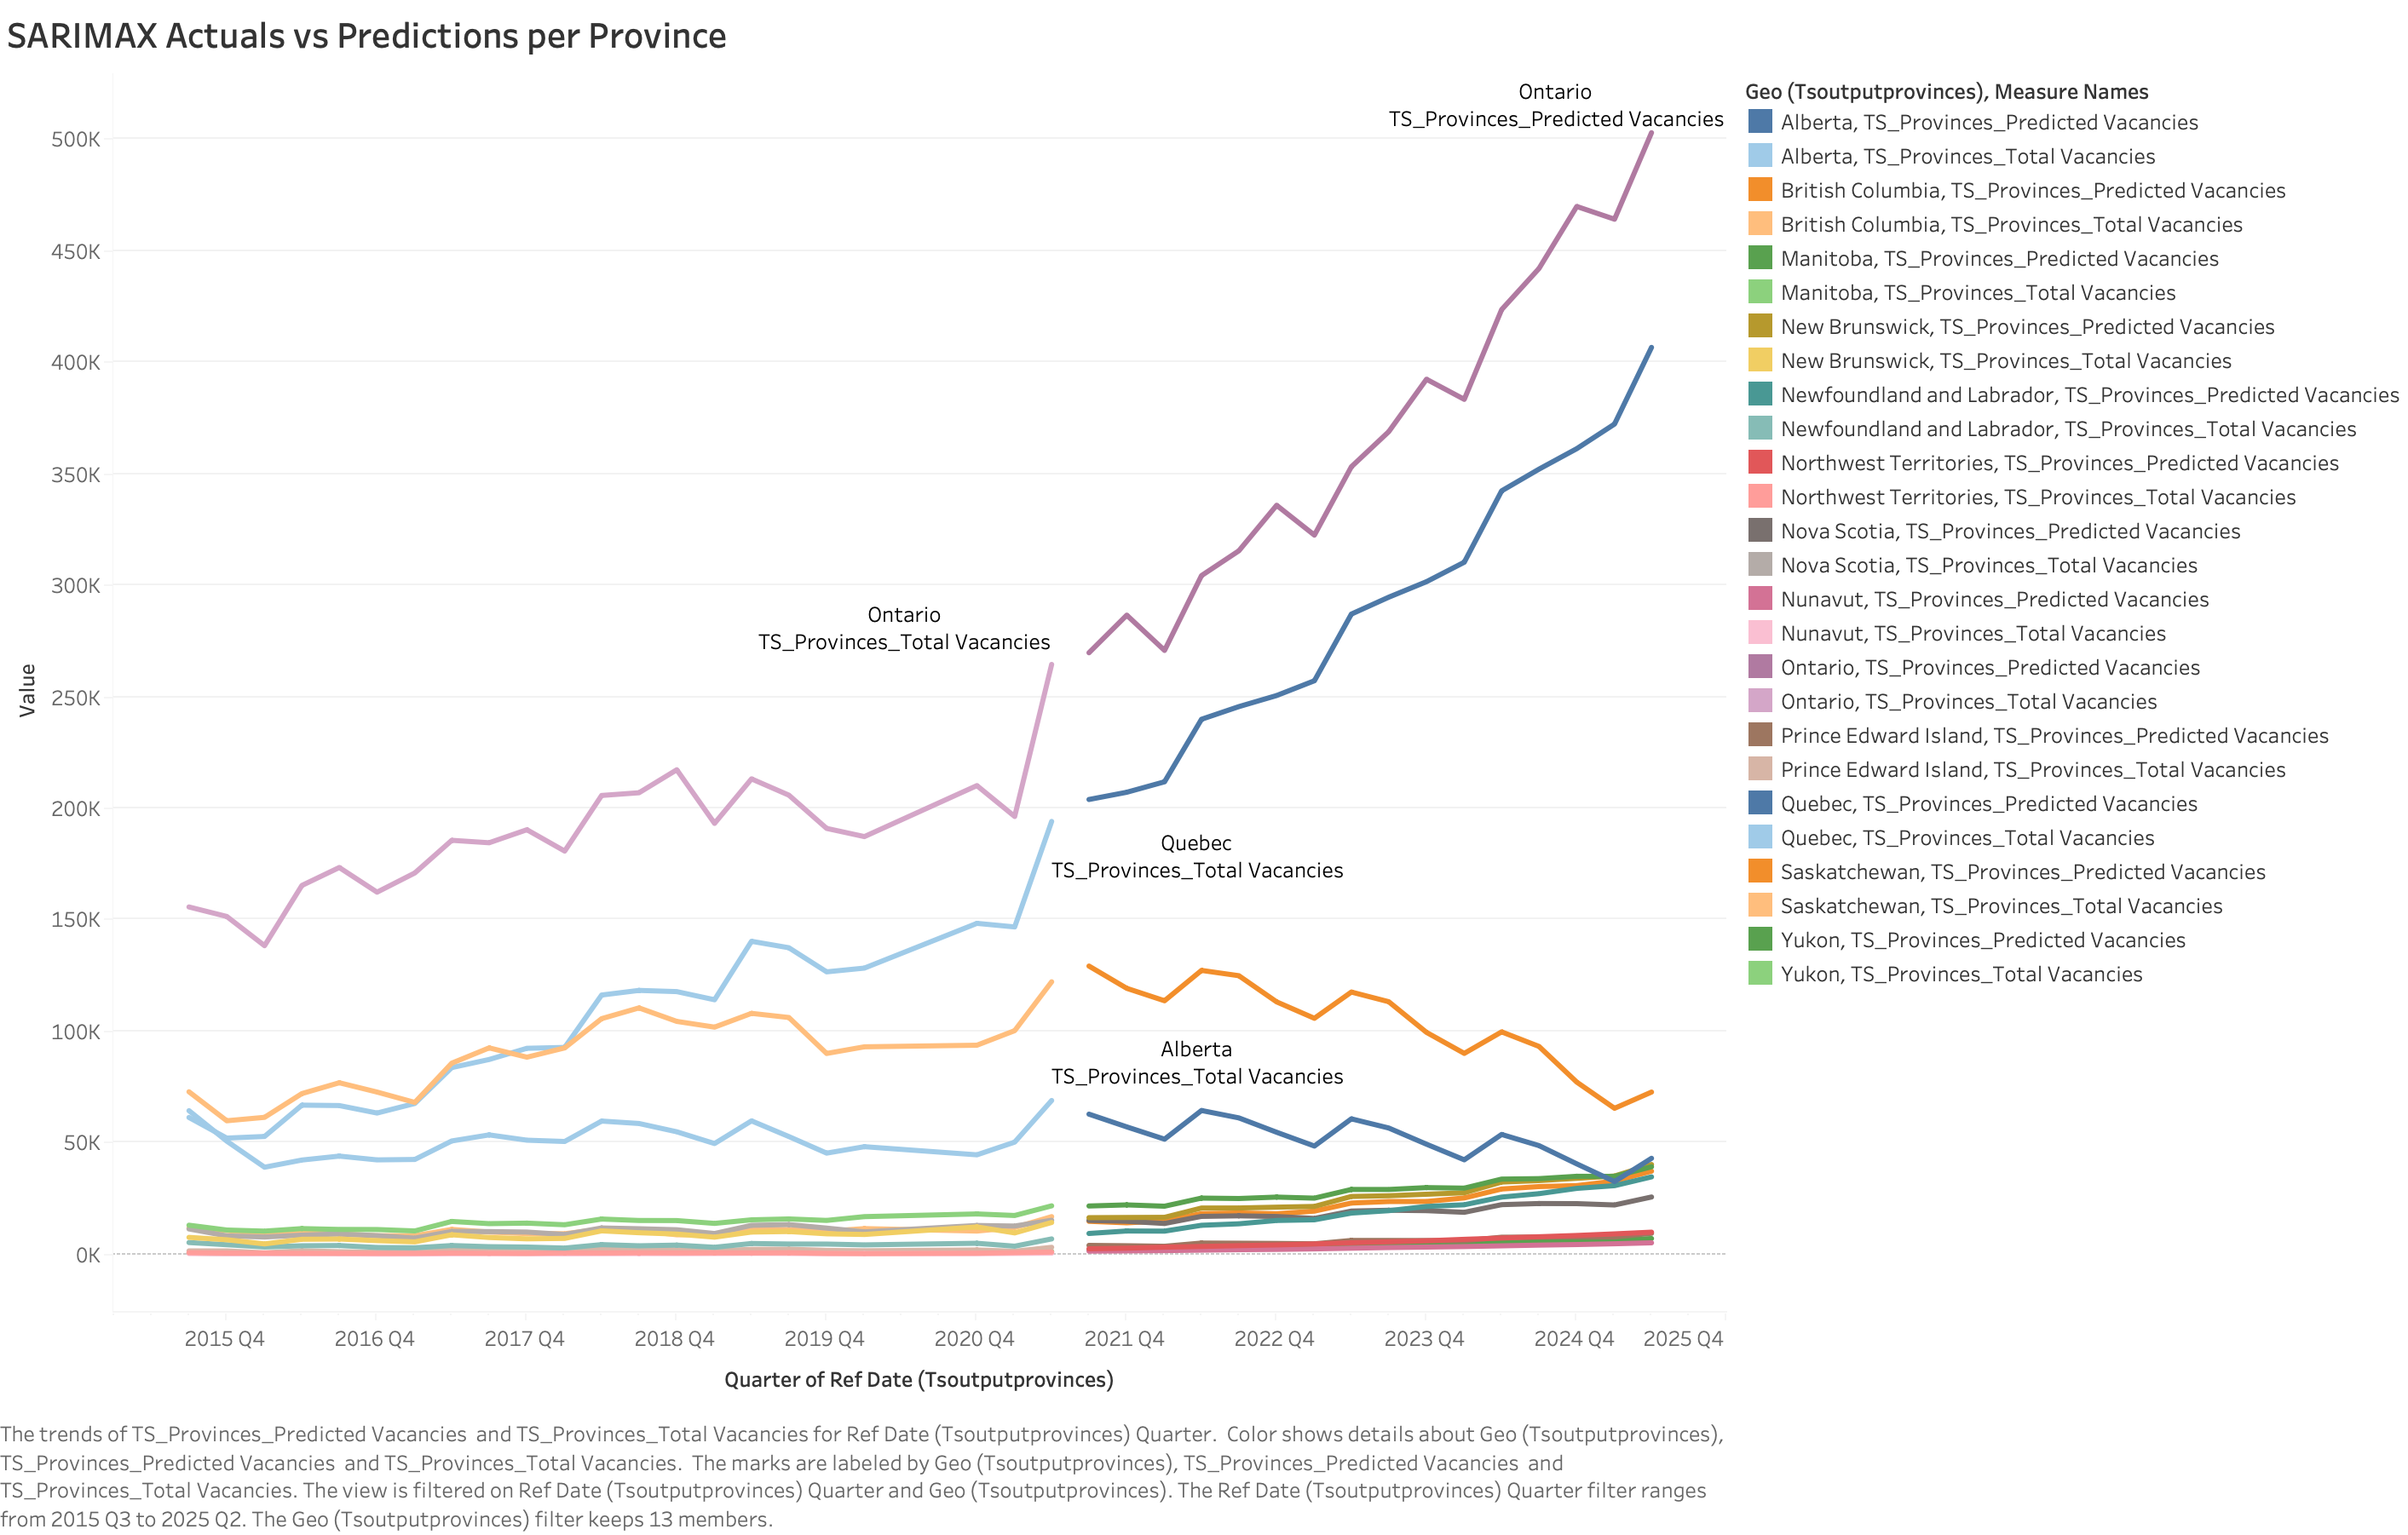 SARIMAX Actuals vs Predictions per Province
Ontario
TS_Provinces_Predicted Vacancies
Ontario
TS_Provinces_Total Vacancies
Quebec
TS_Provinces_Total Vacancies
Alberta
TS_Provinces_Total Vacancies
500K
450K
400K
350K
300K
250K
200K
150K
100K
50K
0K
Value
2015 Q4
2016 Q4
2017 Q4
2018 Q4
2019 Q4
2020 Q4
2021 Q4
2022 Q4
2023 Q4
2024 Q4
2025 Q4
Quarter of Ref Date (Tsoutputprovinces)
Geo (Tsoutputprovinces), Measure Names
Alberta, TS_Provinces_Predicted Vacancies
Alberta, TS_Provinces_Total Vacancies
British Columbia, TS_Provinces_Predicted Vacancies
British Columbia, TS_Provinces_Total Vacancies
Manitoba, TS_Provinces_Predicted Vacancies
Manitoba, TS_Provinces_Total Vacancies
New Brunswick, TS_Provinces_Predicted Vacancies
New Brunswick, TS_Provinces_Total Vacancies
Newfoundland and Labrador, TS_Provinces_Predicted Vacancies
Newfoundland and Labrador, TS_Provinces_Total Vacancies
Northwest Territories, TS_Provinces_Predicted Vacancies
Northwest Territories, TS_Provinces_Total Vacancies
Nova Scotia, TS_Provinces_Predicted Vacancies
Nova Scotia, TS_Provinces_Total Vacancies
Nunavut, TS_Provinces_Predicted Vacancies
Nunavut, TS_Provinces_Total Vacancies
Ontario, TS_Provinces_Predicted Vacancies
Ontario, TS_Provinces_Total Vacancies
Prince Edward Island, TS_Provinces_Predicted Vacancies
Prince Edward Island, TS_Provinces_Total Vacancies
Quebec, TS_Provinces_Predicted Vacancies
Quebec, TS_Provinces_Total Vacancies
Saskatchewan, TS_Provinces_Predicted Vacancies
Saskatchewan, TS_Provinces_Total Vacancies
Yukon, TS_Provinces_Predicted Vacancies
Yukon, TS_Provinces_Total Vacancies
The trends of TS_Provinces_Predicted Vacancies and TS_Provinces_Total Vacancies for Ref Date (Tsoutputprovinces) Quarter. Color shows details about Geo (Tsoutputprovinces),
TS_Provinces_Predicted Vacancies and TS_Provinces_Total Vacancies. The marks are labeled by Geo (Tsoutputprovinces), TS_Provinces_Predicted Vacancies and
TS_Provinces_Total Vacancies. The view is filtered on Ref Date (Tsoutputprovinces) Quarter and Geo (Tsoutputprovinces). The Ref Date (Tsoutputprovinces) Quarter filter ranges
from 2015 Q3 to 2025 Q2. The Geo (Tsoutputprovinces) filter keeps 13 members.